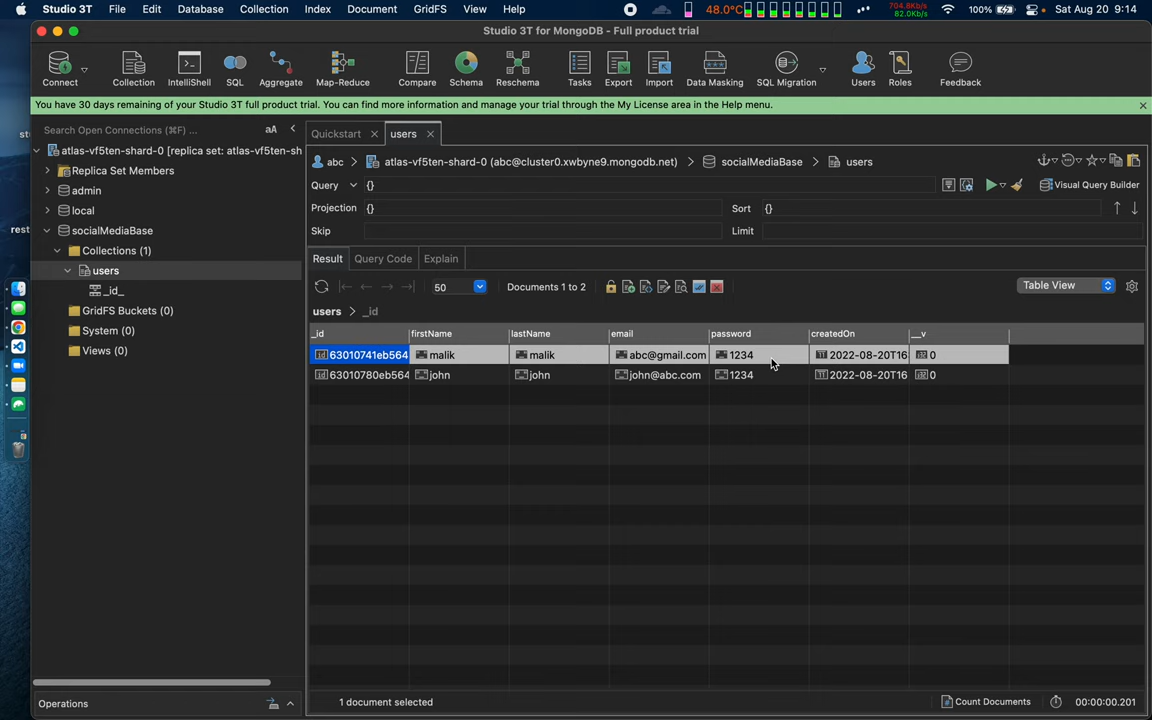 Studio 3T File Edit Database Collection Index Document GridFS View Help 48.0°C 704.6Kb/s 82.0Kb/s 100% Sat Aug 20 9:14
Studio 3T for MongoDB - Full product trial
Connect Collection IntelliShell SQL Aggregate Map-Reduce Compare Schema Reschema Tasks Export Import Data Masking SQL Migration Users Roles Feedback
You have 30 days remaining of your Studio 3T full product trial. You can find more information and manage your trial through the My License area in the Help menu.
Search Open Connections (⌘F) ... aA
Quickstart users
atlas-vf5ten-shard-0 [replica set: atlas-vf5ten-sh
abc > atlas-vf5ten-shard-0 (abc@cluster0.xwbyne9.mongodb.net) > socialMediaBase > users
Replica Set Members
Query {} Visual Query Builder
admin
Projection {} Sort {}
local
rest
Skip Limit
socialMediaBase
Collections (1)
Result Query Code Explain
users
50 Documents 1 to 2 Table View
_id_
GridFS Buckets (0)
users > _id
System (0)
_id firstName lastName email password createdOn __v
Views (0)
63010741eb564 malik malik abc@gmail.com 1234 2022-08-20T16 0
63010780eb564 john john john@abc.com 1234 2022-08-20T16 0
Operations
1 document selected Count Documents 00:00:00.201